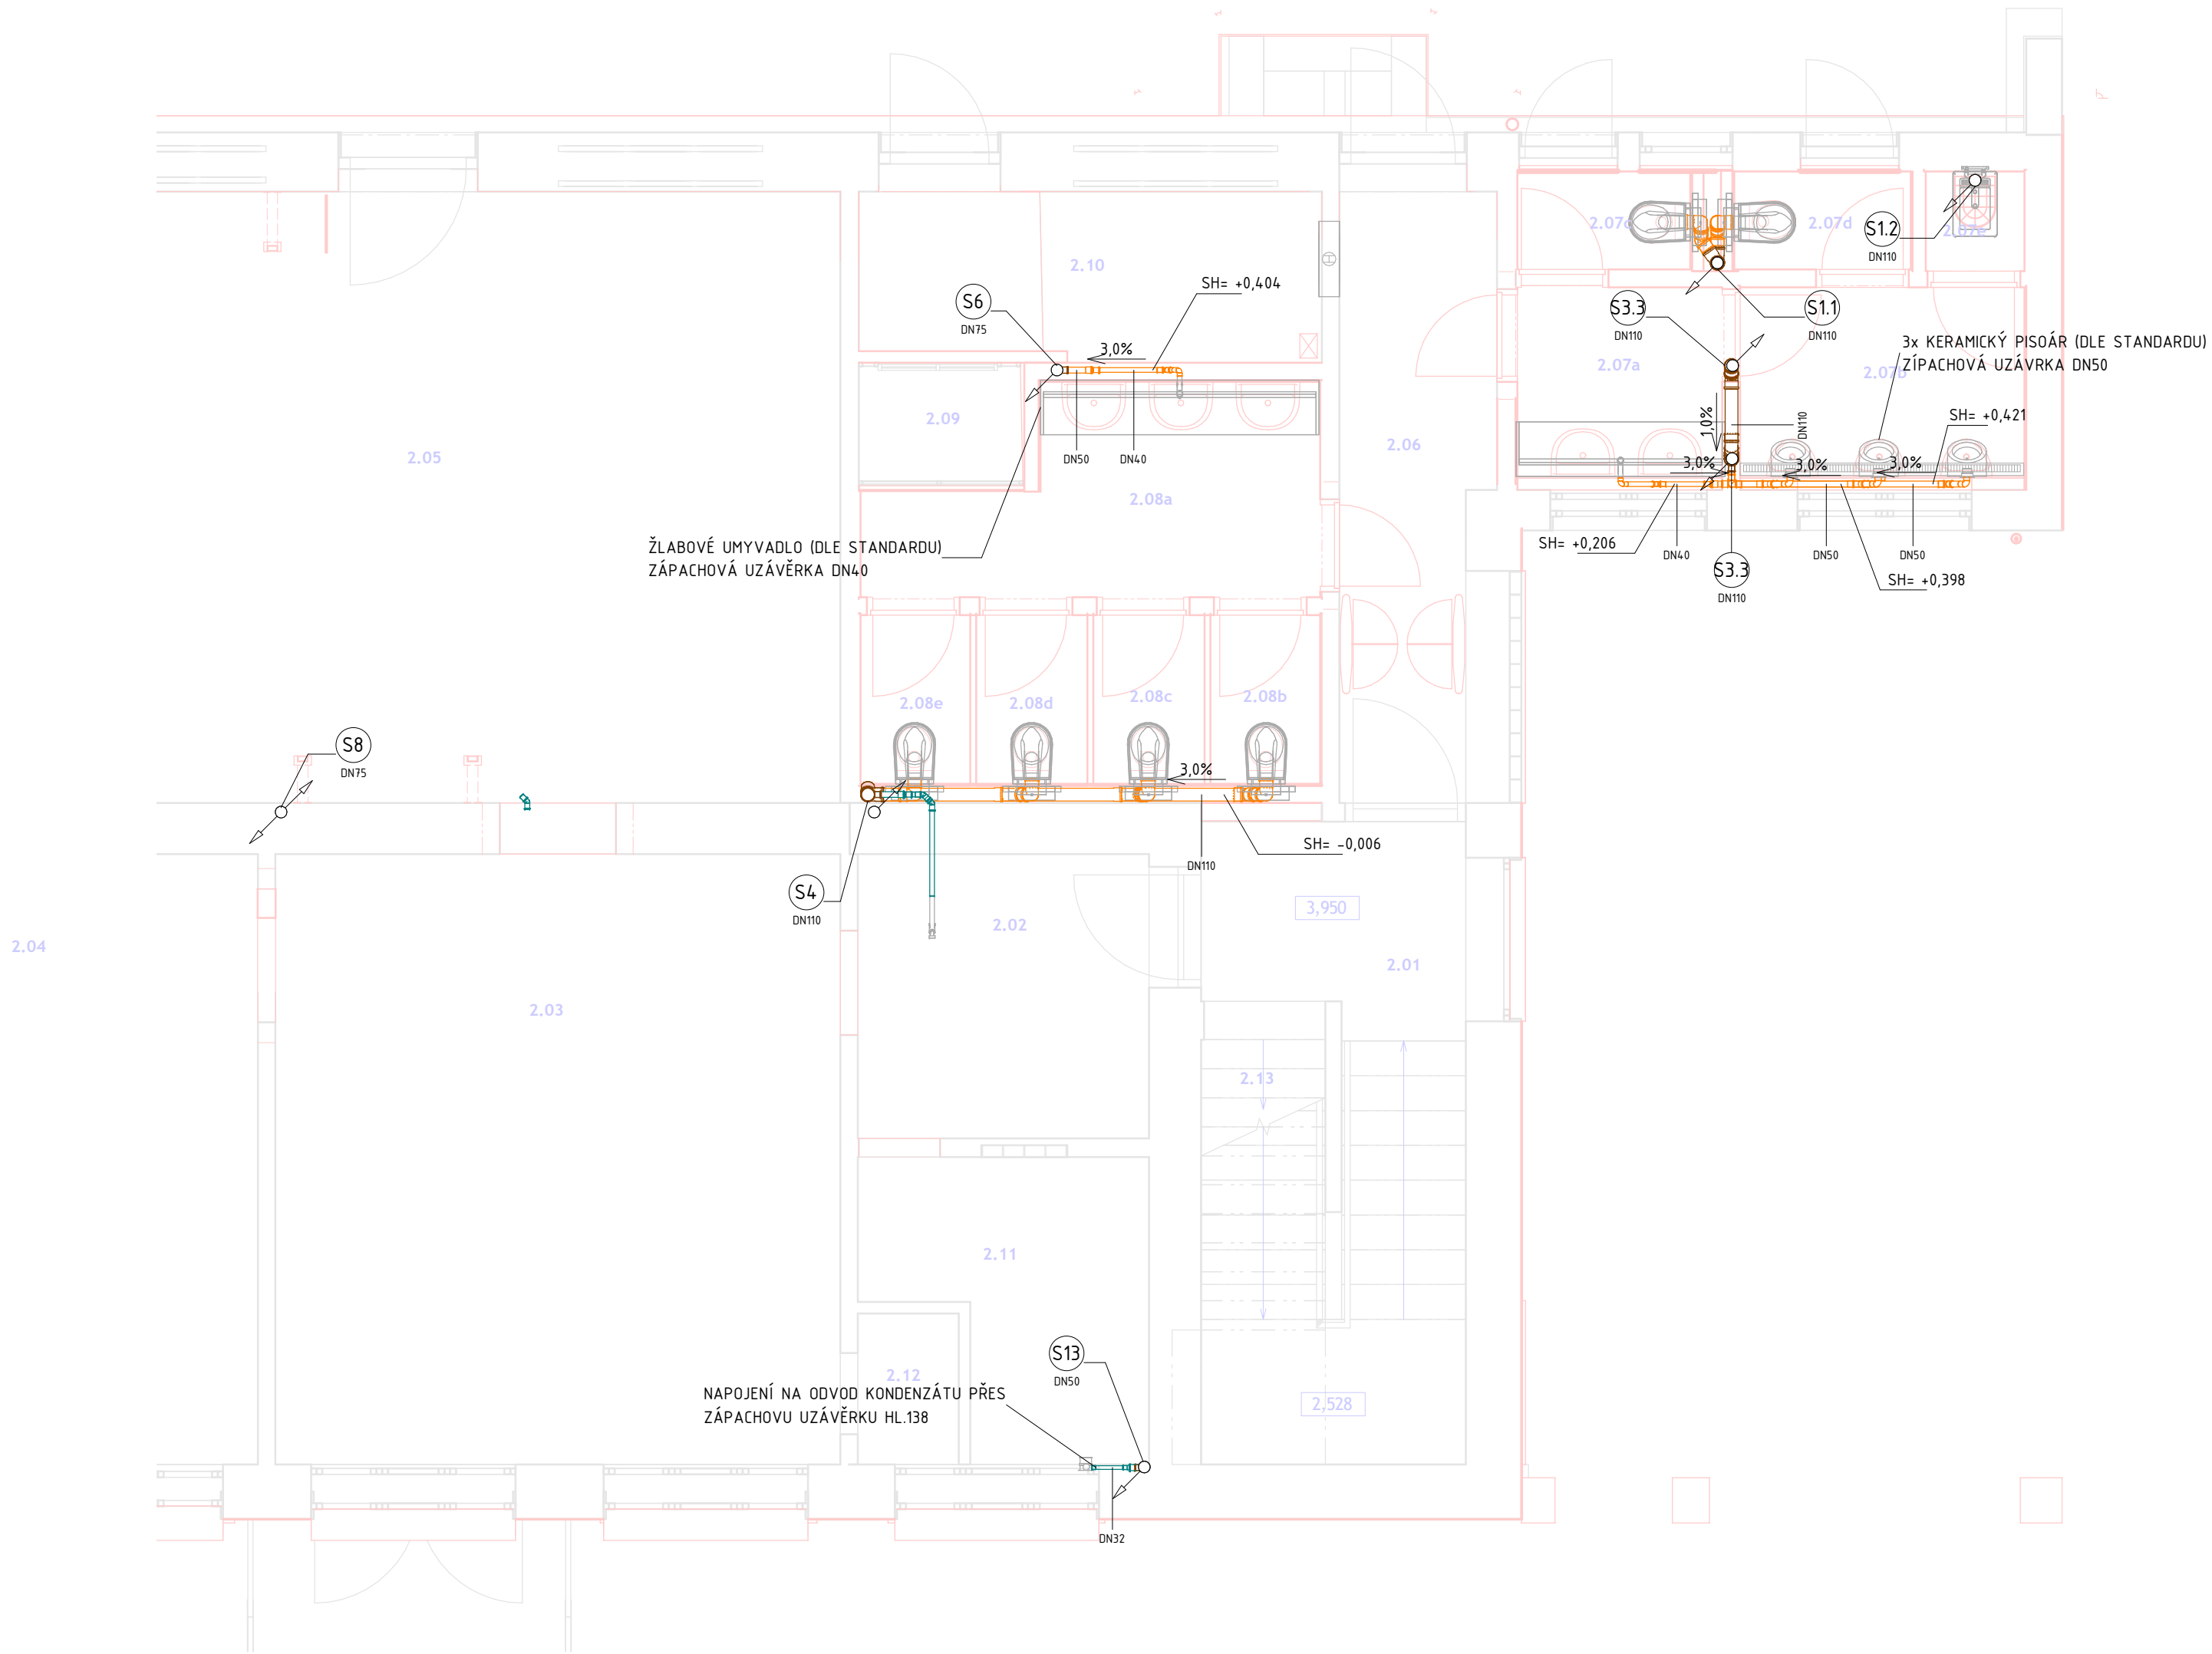 2.07c
2.07d
S1.2
DN110
2.07e
2.10
SH= +0,404
S6
DN75
3,0%
S3.3
DN110
S1.1
DN110
3x KERAMICKÝ PISOÁR (DLE STANDARDU)
ZÍPACHOVÁ UZÁVRKA DN50
2.07a
2.07b
2.09
2.06
2.05
DN50
DN40
1,0%
DN110
SH= +0,421
3,0%
3,0%
3,0%
2.08a
ŽLABOVÉ UMYVADLO (DLE STANDARDU)
ZÁPACHOVÁ UZÁVĚRKA DN40
SH= +0,206
DN40
S3.3
DN110
DN50
DN50
SH= +0,398
2.08e
2.08d
2.08c
2.08b
S8
DN75
3,0%
SH= -0,006
DN110
S4
DN110
3,950
2.02
2.04
2.01
2.03
2.13
2.11
S13
DN50
2.12
NAPOJENÍ NA ODVOD KONDENZÁTU PŘES
ZÁPACHOVU UZÁVĚRKU HL.138
2,528
DN32